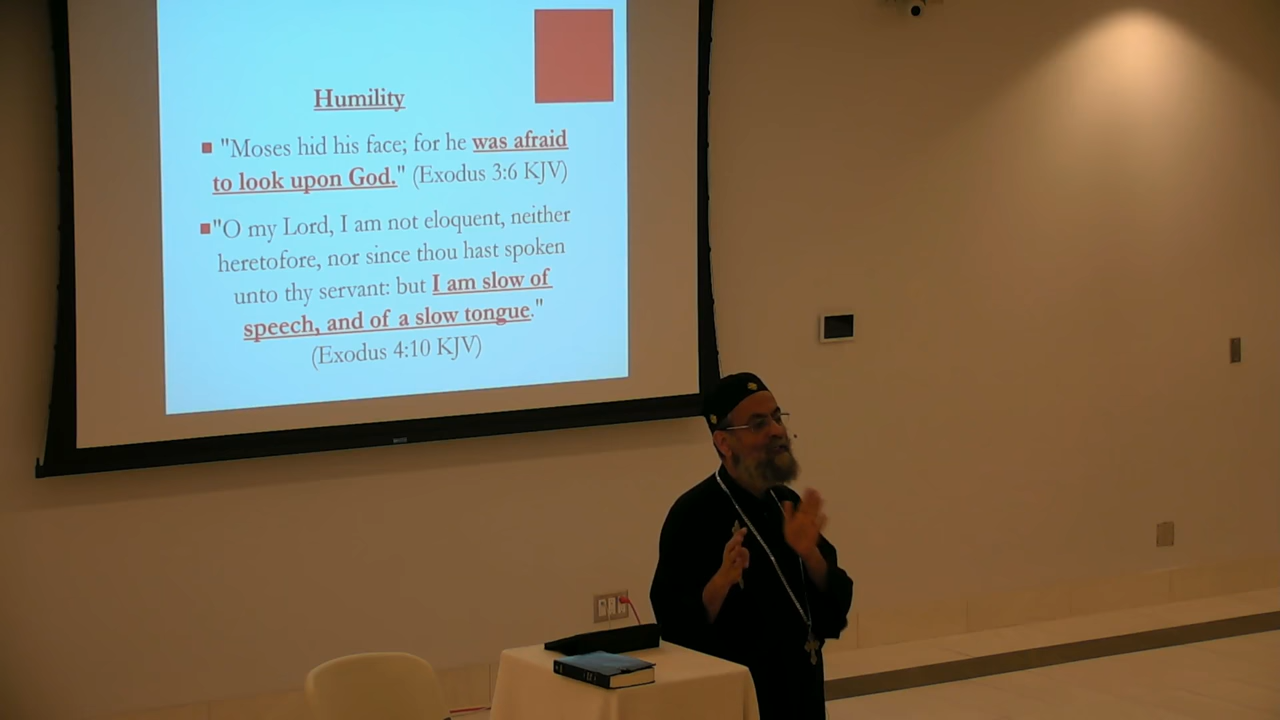 Humility
"Moses hid his face; for he was afraid
to look upon God." (Exodus 3:6 KJV)
"O my Lord, I am not eloquent, neither
heretofore, nor since thou hast spoken
unto thy servant: but I am slow of
speech, and of a slow tongue."
(Exodus 4:10 KJV)